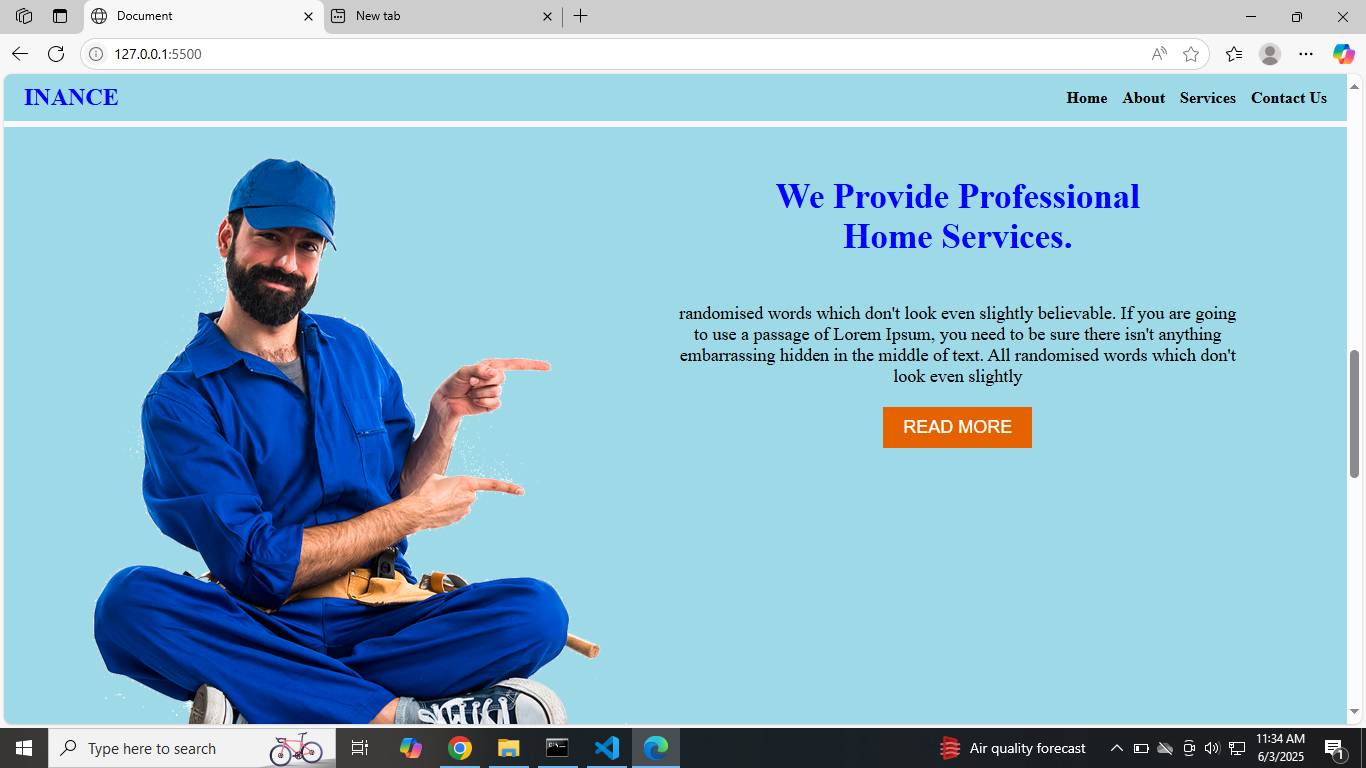 Document
New tab
127.0.0.1:5500
INANCE
Home About Services Contact Us
We Provide Professional
Home Services.
randomised words which don't look even slightly believable. If you are going
to use a passage of Lorem Ipsum, you need to be sure there isn't anything
embarrassing hidden in the middle of text. All randomised words which don't
look even slightly
READ MORE
Type here to search
Air quality forecast
11:34 AM
6/3/2025
1